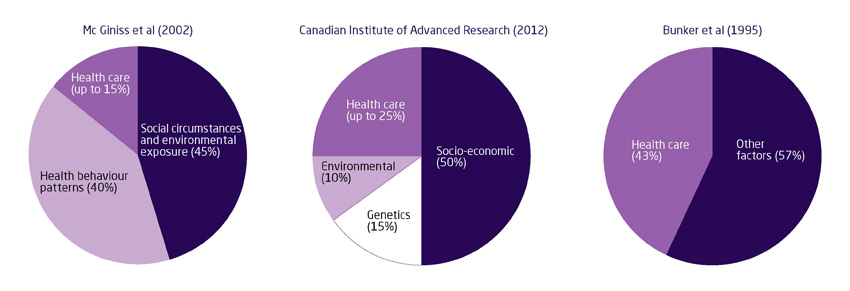 Mc Giniss et al (2002)
Health care
(up to 15%)
Social circumstances
and environmental
exposure (45%)
Health behaviour
patterns (40%)
Canadian Institute of Advanced Research (2012)
Health care
(up to 25%)
Socio-economic
(50%)
Environmental
(10%)
Genetics
(15%)
Bunker et al (1995)
Health care
(43%)
Other
factors (57%)